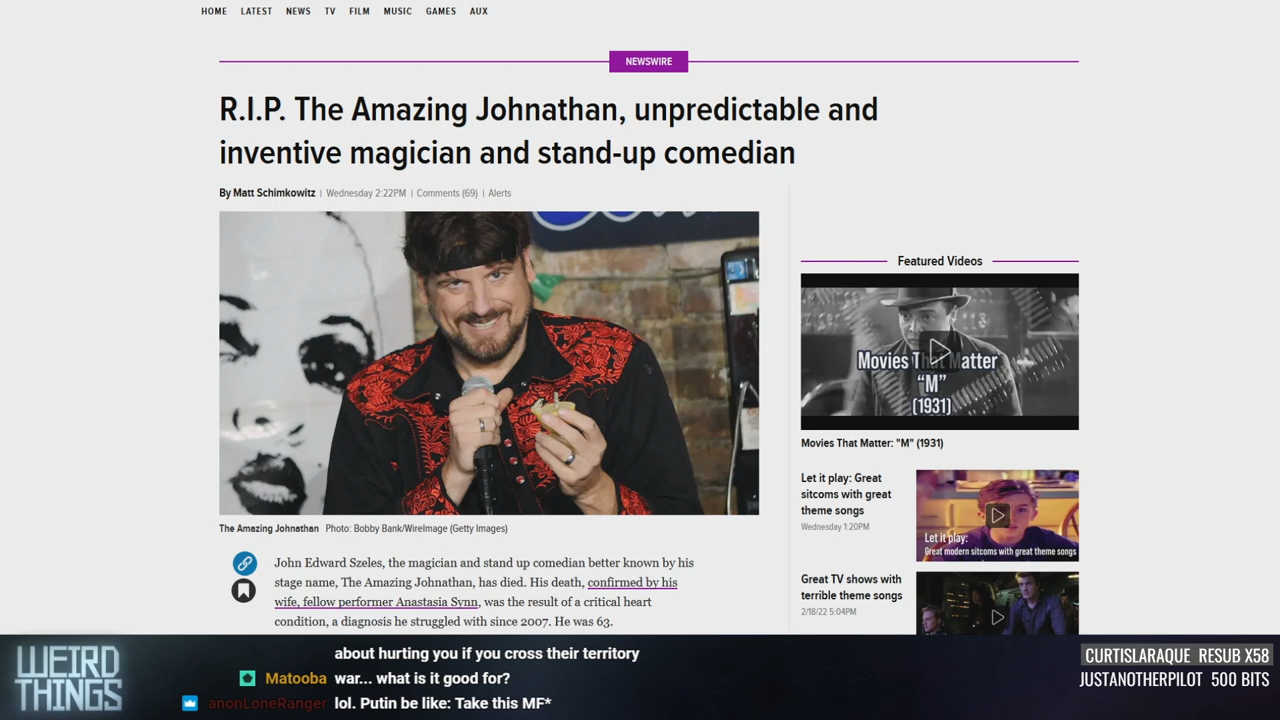 HOME LATEST NEWS TV FILM MUSIC GAMES AUX
NEWSWIRE
R.I.P. The Amazing Johnathan, unpredictable and
inventive magician and stand-up comedian
By Matt Schimkowitz | Wednesday 2:22PM | Comments (69) | Alerts
The Amazing Johnathan Photo: Bobby Bank/WireImage (Getty Images)
John Edward Szeles, the magician and stand up comedian better known by his
stage name, The Amazing Johnathan, has died. His death, confirmed by his
wife, fellow performer Anastasia Synn, was the result of a critical heart
condition, a diagnosis he struggled with since 2007. He was 63.
Featured Videos
Movies That Matter
"M"
(1931)
Movies That Matter: "M" (1931)
Let it play: Great
sitcoms with great
theme songs
Wednesday 1:20PM
Let it play:
Great modern sitcoms with great theme songs
Great TV shows with
terrible theme songs
2/18/22 5:04PM
WEIRD
THINGS
about hurting you if you cross their territory
Matooba war... what is it good for?
anonLoneRanger lol. Putin be like: Take this MF*
CURTISLARAQUE RESUB X58
JUSTANOTHERPILOT 500 BITS